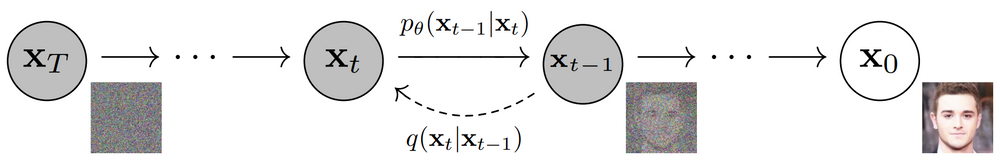 p_θ(x_{t−1}|x_t)
x_T ⋯ x_t x_{t−1} ⋯ x_0
q(x_t|x_{t−1})